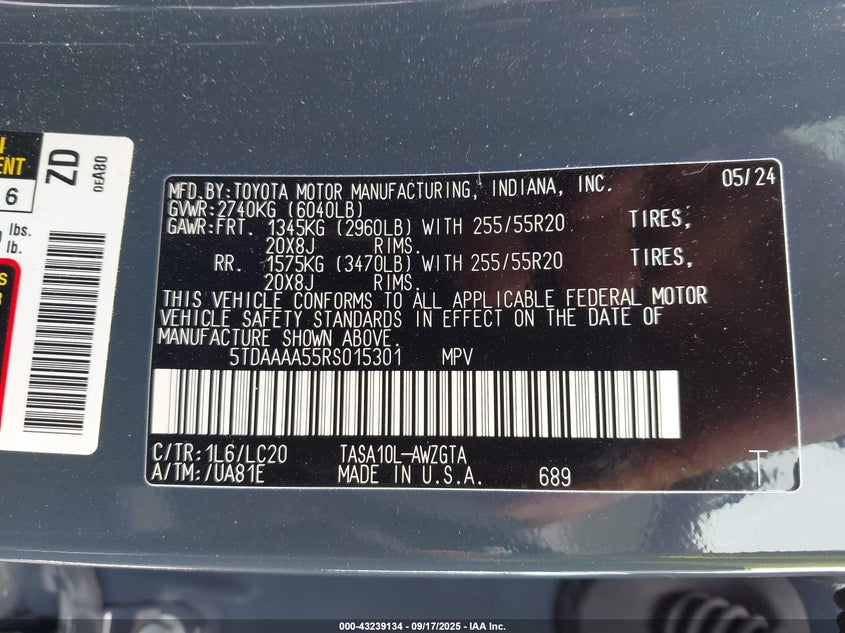 ZD
0EA80
6
lbs.
lb.
MFD.BY:TOYOTA MOTOR MANUFACTURING, INDIANA, INC. 05/24
GVWR:2740KG (6040LB)
GAWR:FRT. 1345KG (2960LB) WITH 255/55R20 TIRES,
20X8J RIMS.
RR. 1575KG (3470LB) WITH 255/55R20 TIRES,
20X8J RIMS.
THIS VEHICLE CONFORMS TO ALL APPLICABLE FEDERAL MOTOR
VEHICLE SAFETY STANDARDS IN EFFECT ON THE DATE OF
MANUFACTURE SHOWN ABOVE.
5TDAAAA55RS015301 MPV
C/TR:1L6/LC20 TASA10L-AWZGTA
A/TM:/UA81E MADE IN U.S.A. 689 T
000-43239134 - 09/17/2025 - IAA Inc.